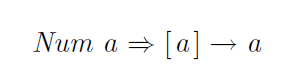 Num a ⇒ [a] → a